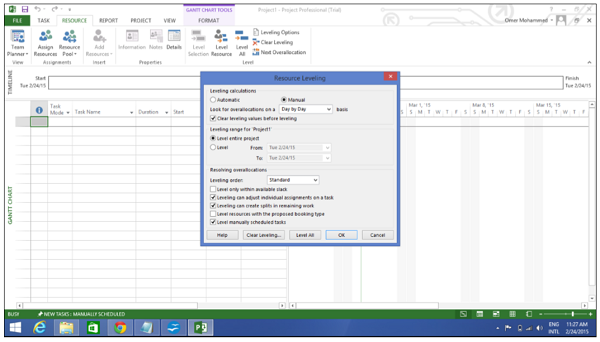 GANTT CHART TOOLS Project1 - Project Professional (Trial)
FILE TASK RESOURCE REPORT PROJECT VIEW FORMAT Omer Mohammed
Team Planner Assign Resources Resource Pool Add Resources Information Notes Details Level Selection Level Resource Level All
Leveling Options
Clear Leveling
Next Overallocation
View Assignments Insert Properties Level
TIMELINE
Start
Tue 2/24/15
Finish
Tue 2/24/15
Task Mode Task Name Duration Start
Mar 1, '15 Mar 8, '15 Mar 15, '15
S S M T W T F S S M T W T F S S M T W T F S
GANTT CHART
Resource Leveling
Leveling calculations
Automatic Manual
Look for overallocations on a Day by Day basis
Clear leveling values before leveling
Leveling range for 'Project1'
Level entire project
Level From: Tue 2/24/15
To: Tue 2/24/15
Resolving overallocations
Leveling order: Standard
Level only within available slack
Leveling can adjust individual assignments on a task
Leveling can create splits in remaining work
Level resources with the proposed booking type
Level manually scheduled tasks
Help Clear Leveling... Level All OK Cancel
BUSY NEW TASKS : MANUALLY SCHEDULED
ENG 11:27 AM
INTL 2/24/2015